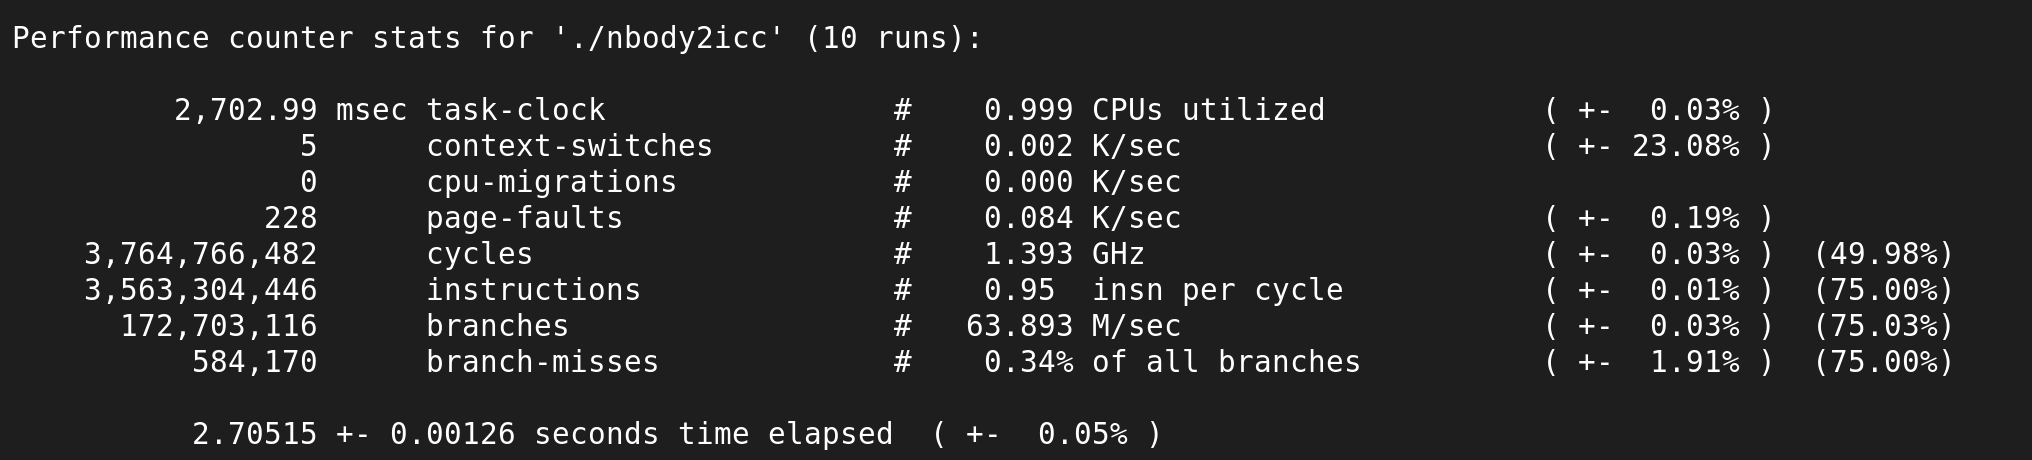 Performance counter stats for './nbody2icc' (10 runs):
2,702.99 msec task-clock # 0.999 CPUs utilized ( +- 0.03% )
5 context-switches # 0.002 K/sec ( +- 23.08% )
0 cpu-migrations # 0.000 K/sec
228 page-faults # 0.084 K/sec ( +- 0.19% )
3,764,766,482 cycles # 1.393 GHz ( +- 0.03% ) (49.98%)
3,563,304,446 instructions # 0.95 insn per cycle ( +- 0.01% ) (75.00%)
172,703,116 branches # 63.893 M/sec ( +- 0.03% ) (75.03%)
584,170 branch-misses # 0.34% of all branches ( +- 1.91% ) (75.00%)
2.70515 +- 0.00126 seconds time elapsed ( +- 0.05% )